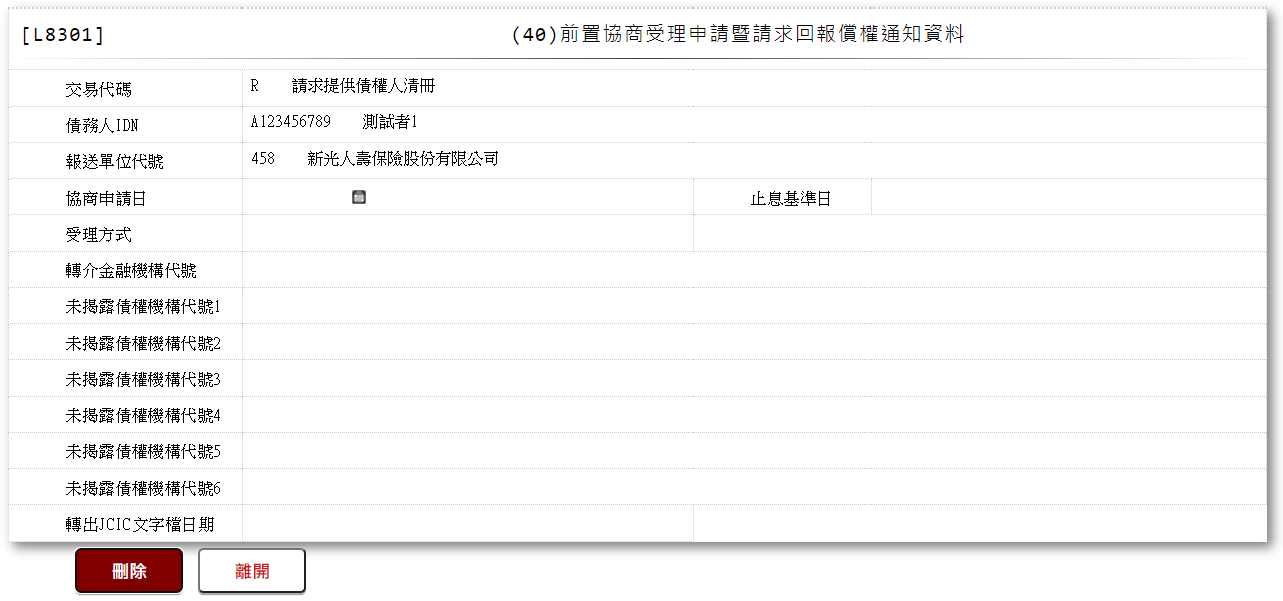 [L8301] (40)前置協商受理申請暨請求回報償權通知資料
交易代碼 R 請求提供債權人清冊
債務人IDN A123456789 測試者1
報送單位代號 458 新光人壽保險股份有限公司
協商申請日 止息基準日
受理方式
轉介金融機構代號
未揭露債權機構代號1
未揭露債權機構代號2
未揭露債權機構代號3
未揭露債權機構代號4
未揭露債權機構代號5
未揭露債權機構代號6
轉出JCIC文字檔日期
刪除 離開